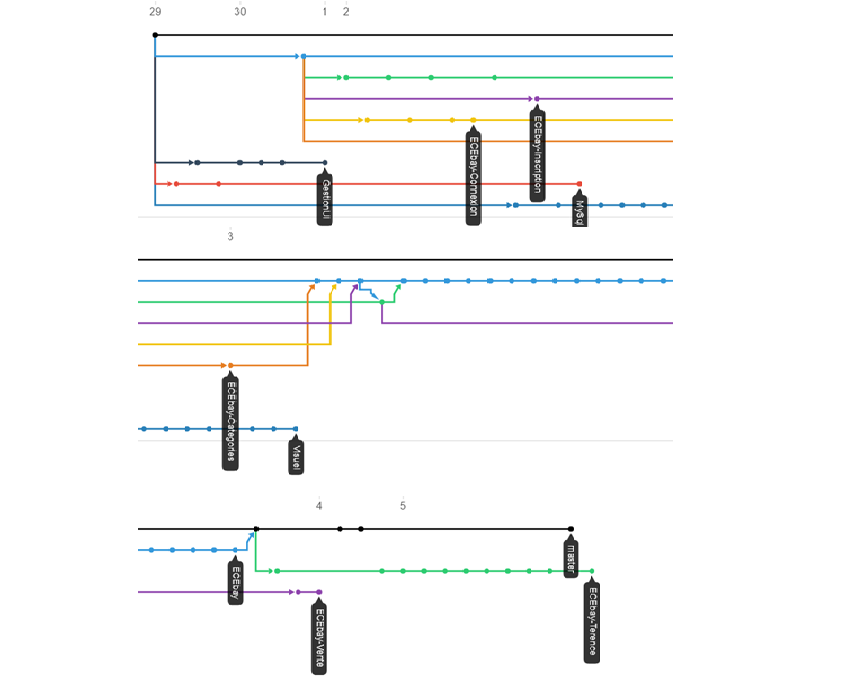 29 30 1 2
ECEbay-Inscription
ECEbay-Connexion
GestionUi
MySql
3
ECEbay-Categories
Visuel
4 5
master
ECEbay
ECEbay-Terence
ECEbay-Vente